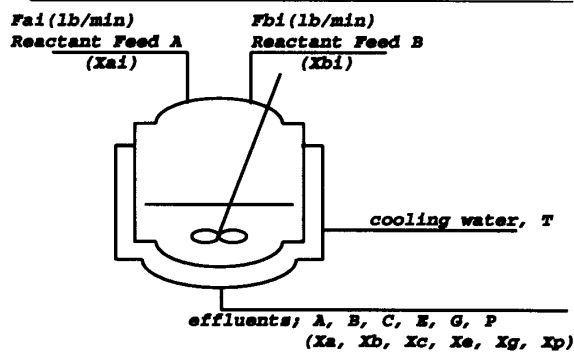 Fai(lb/min) Fbi(lb/min)
Reactant Feed A Reactant Feed B
(Xai) (Xbi)
cooling water, T
effluents; A, B, C, E, G, P
(Xa, Xb, Xc, Xe, Xg, Xp)